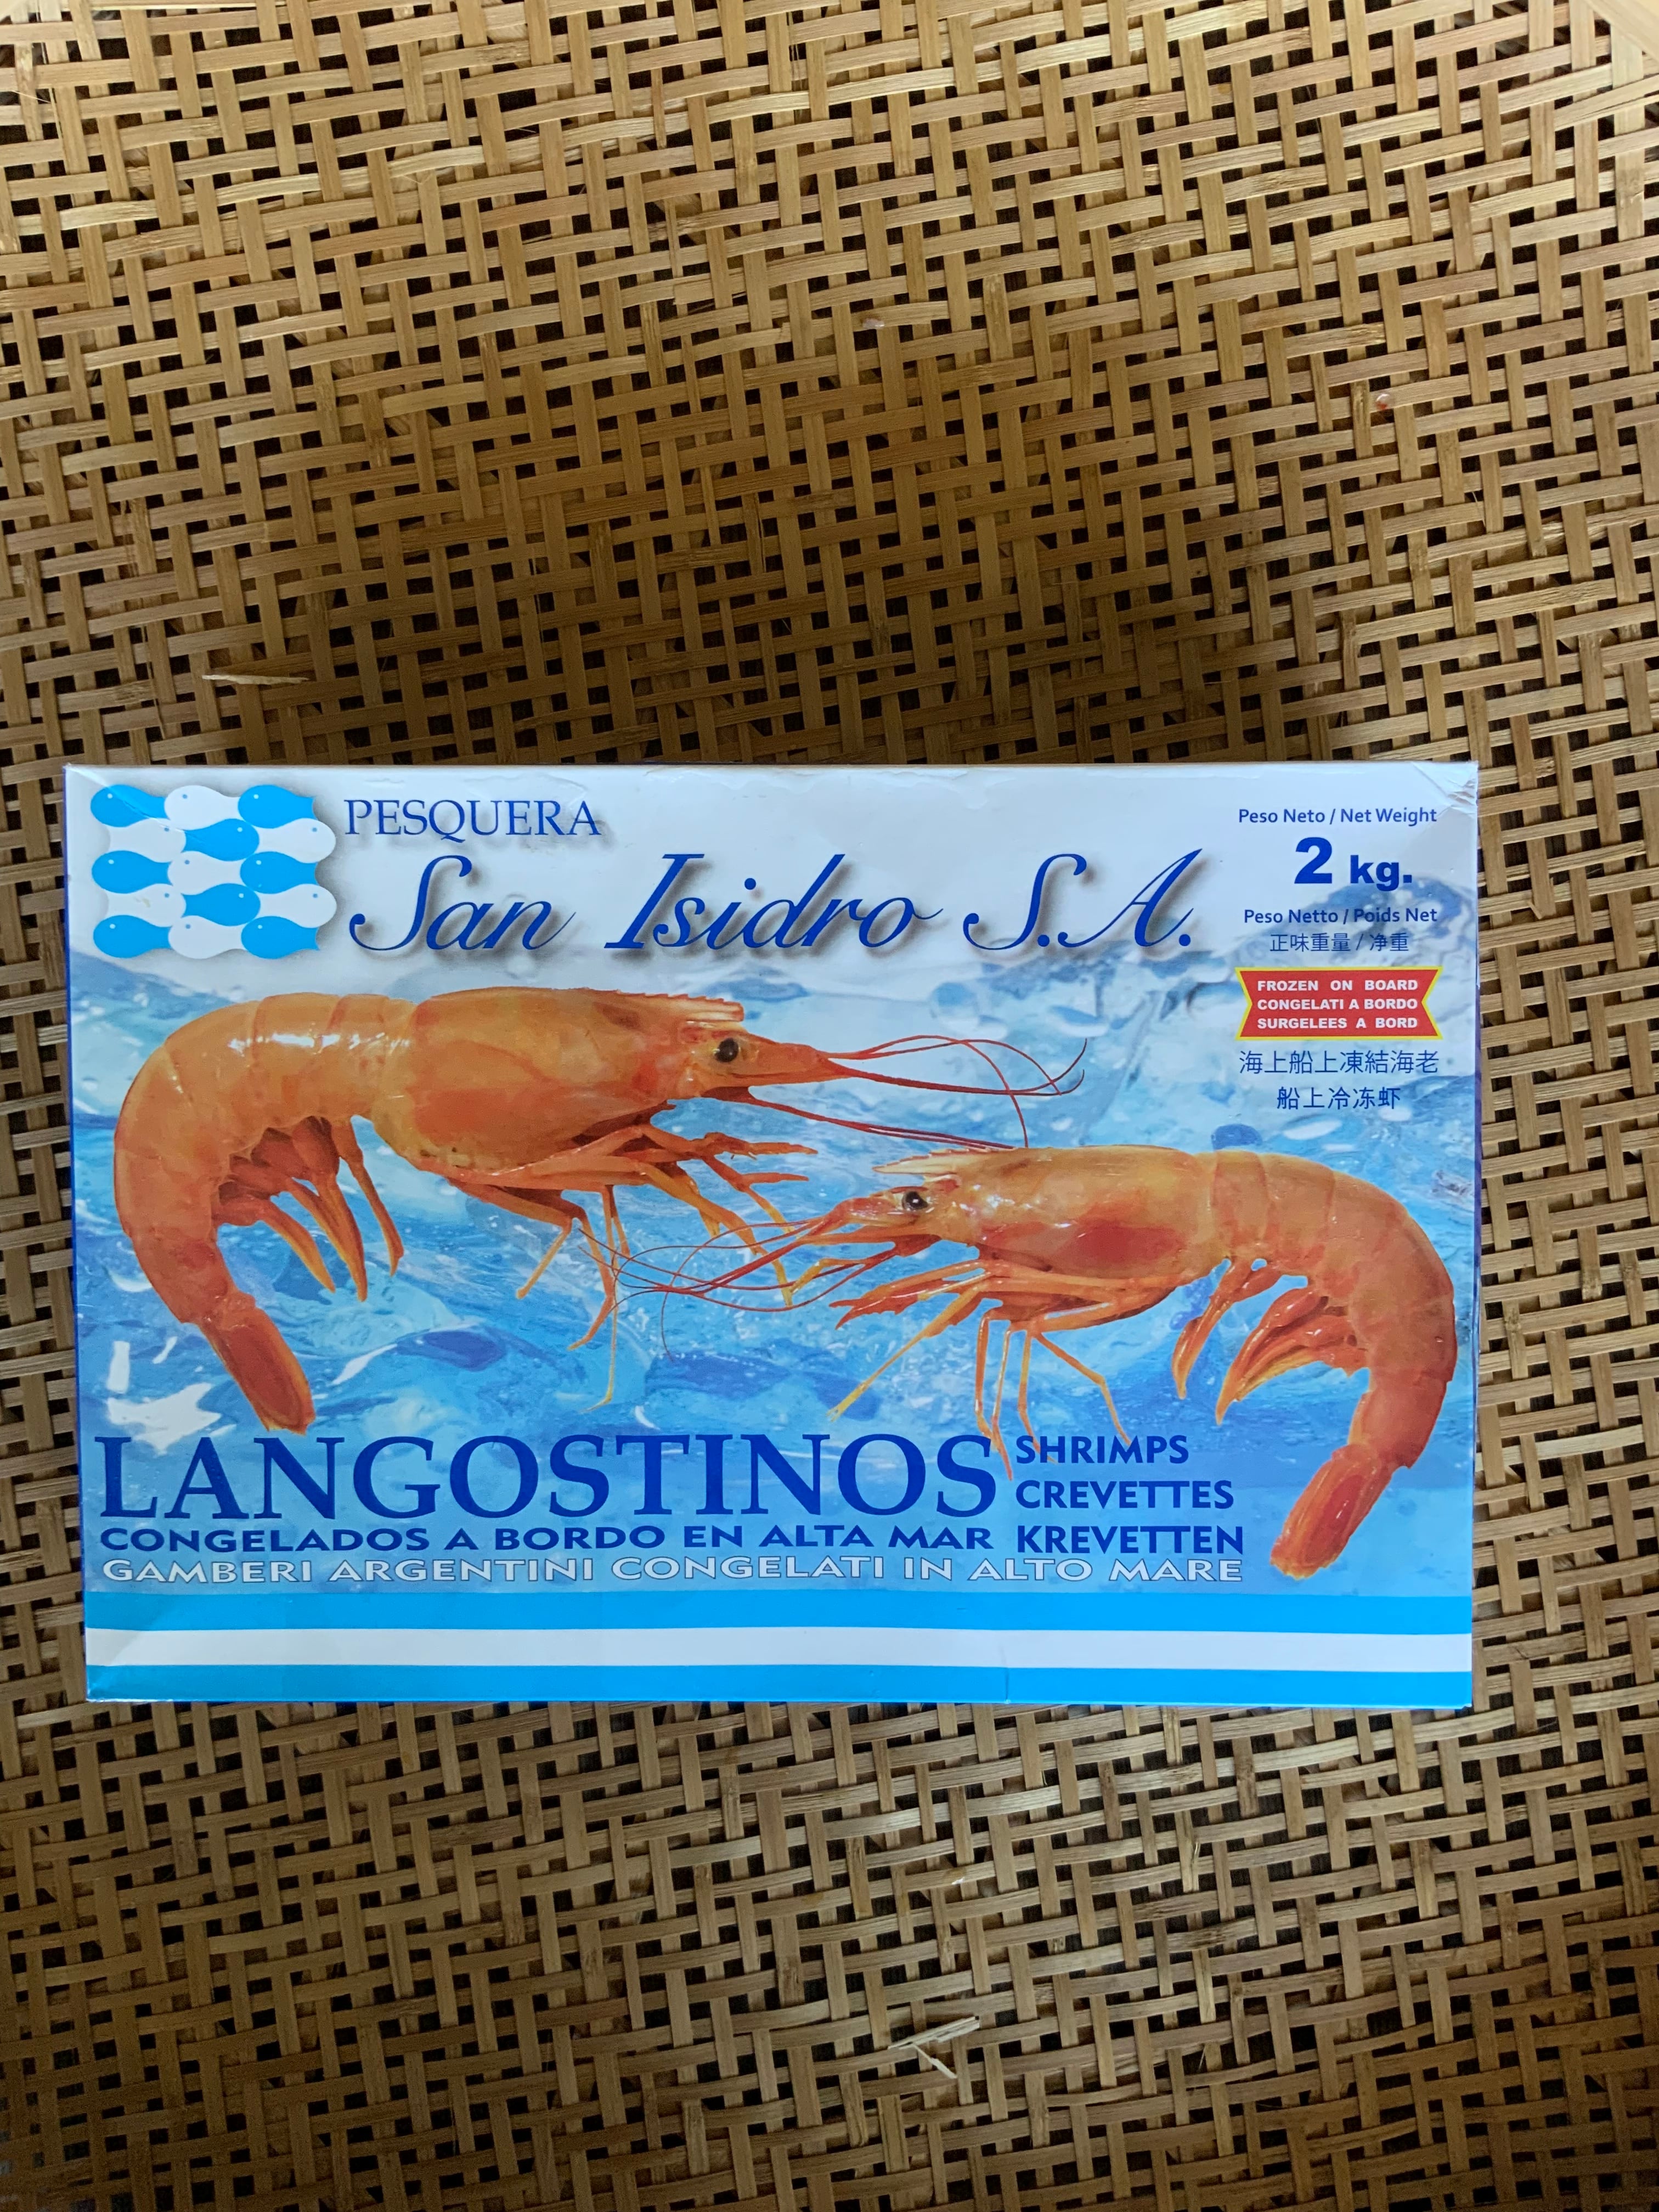 PESQUERA
San Isidro S.A.
Peso Neto / Net Weight
2 kg.
Peso Netto / Poids Net
正味重量 / 净重
FROZEN ON BOARD
CONGELATI A BORDO
SURGELEES A BORD
海上船上凍結海老
船上冷冻虾
LANGOSTINOS
CONGELADOS A BORDO EN ALTA MAR
SHRIMPS
CREVETTES
KREVETTEN
GAMBERI ARGENTINI CONGELATI IN ALTO MARE